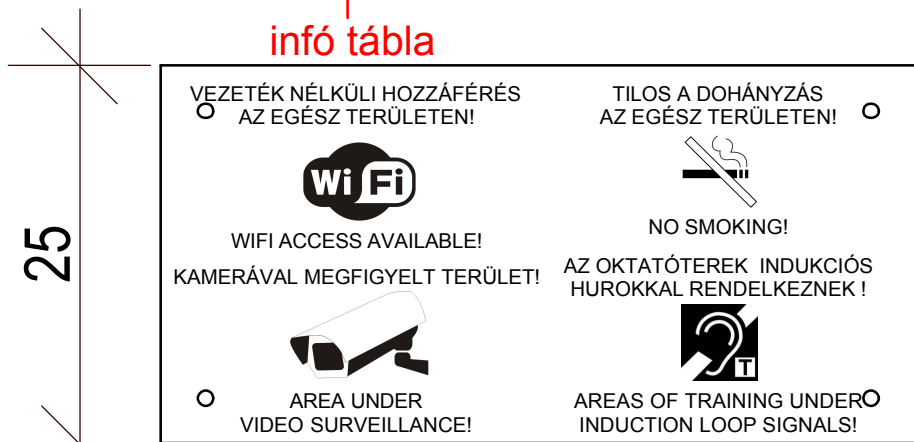 infó tábla
25
VEZETÉK NÉLKÜLI HOZZÁFÉRÉS
AZ EGÉSZ TERÜLETEN!
Wi Fi
WIFI ACCESS AVAILABLE!
TILOS A DOHÁNYZÁS
AZ EGÉSZ TERÜLETEN!
NO SMOKING!
KAMERÁVAL MEGFIGYELT TERÜLET!
AREA UNDER
VIDEO SURVEILLANCE!
AZ OKTATÓTEREK INDUKCIÓS
HUROKKAL RENDELKEZNEK !
T
AREAS OF TRAINING UNDER
INDUCTION LOOP SIGNALS!